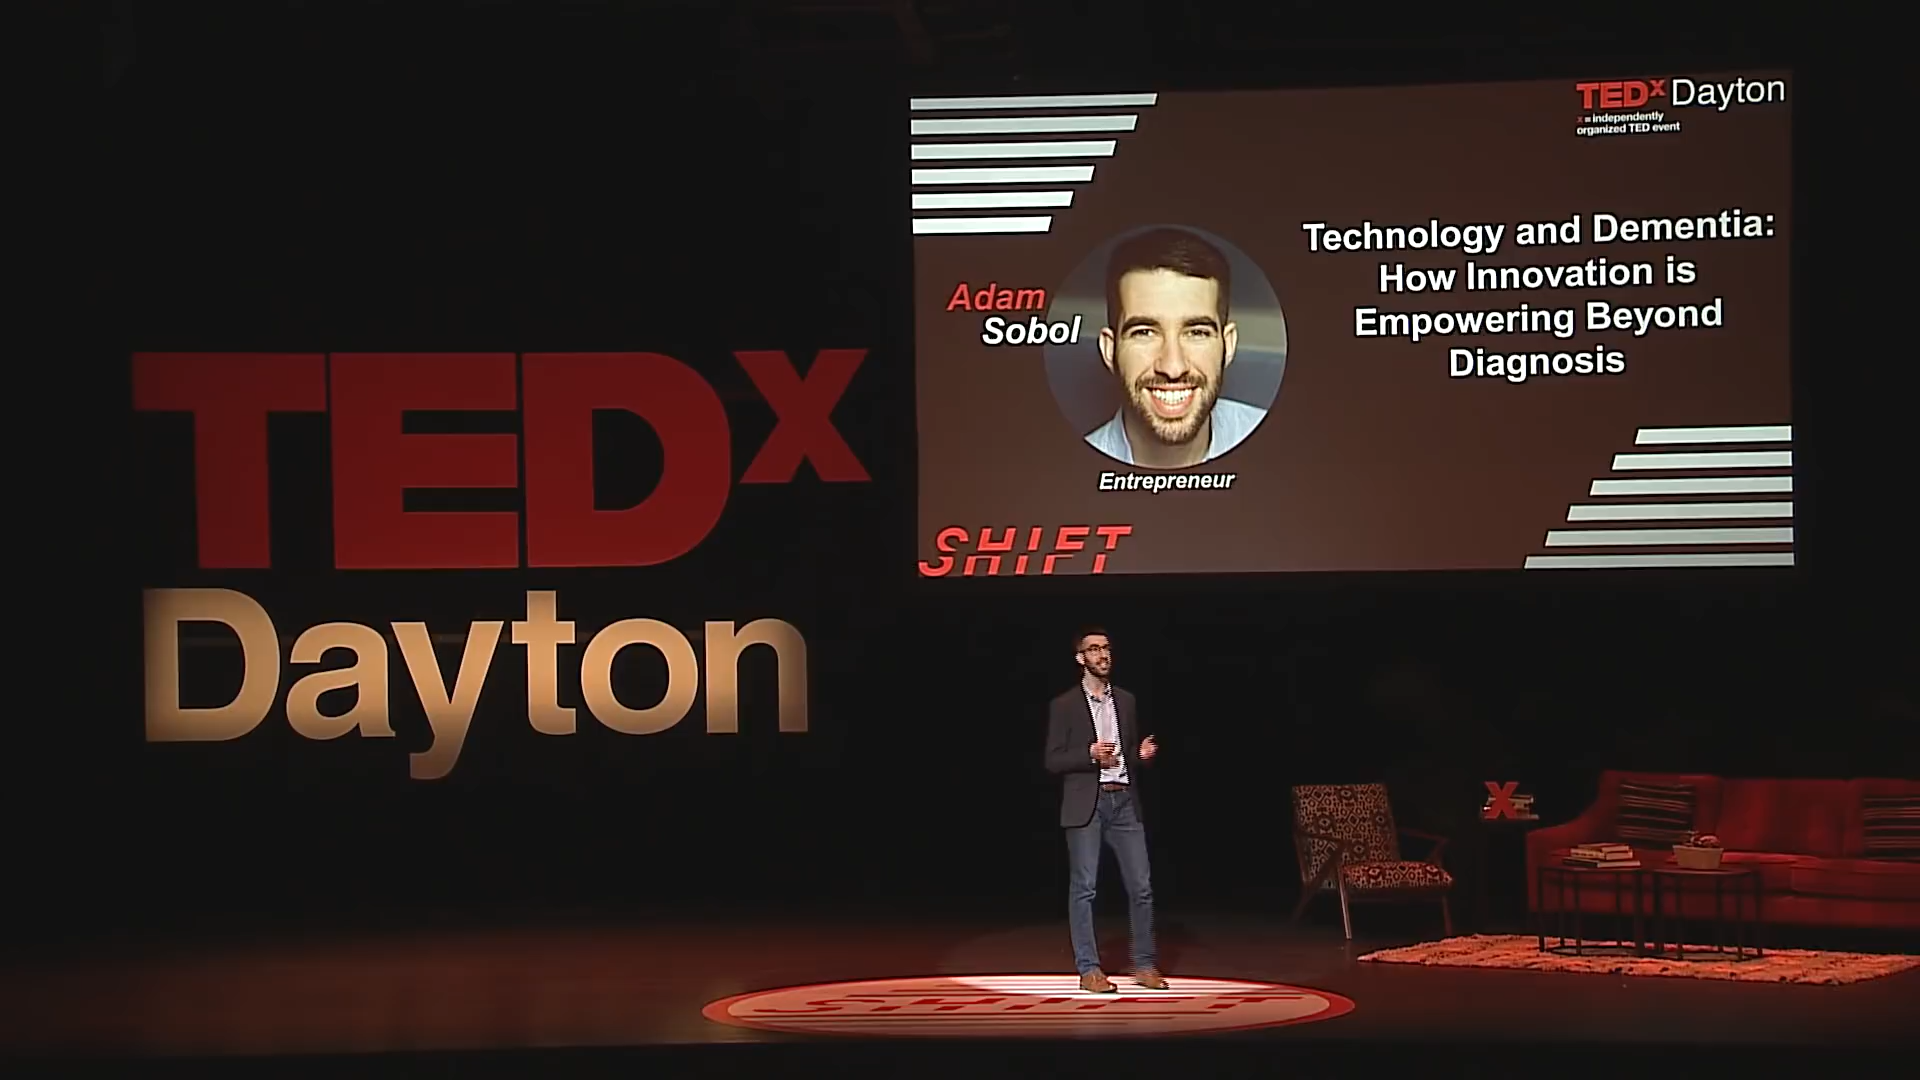 TEDx Dayton
x = independently
organized TED event
Technology and Dementia:
How Innovation is
Empowering Beyond
Diagnosis
Adam
Sobol
Entrepreneur
SHIFT
TEDx
Dayton
X
SHIFT